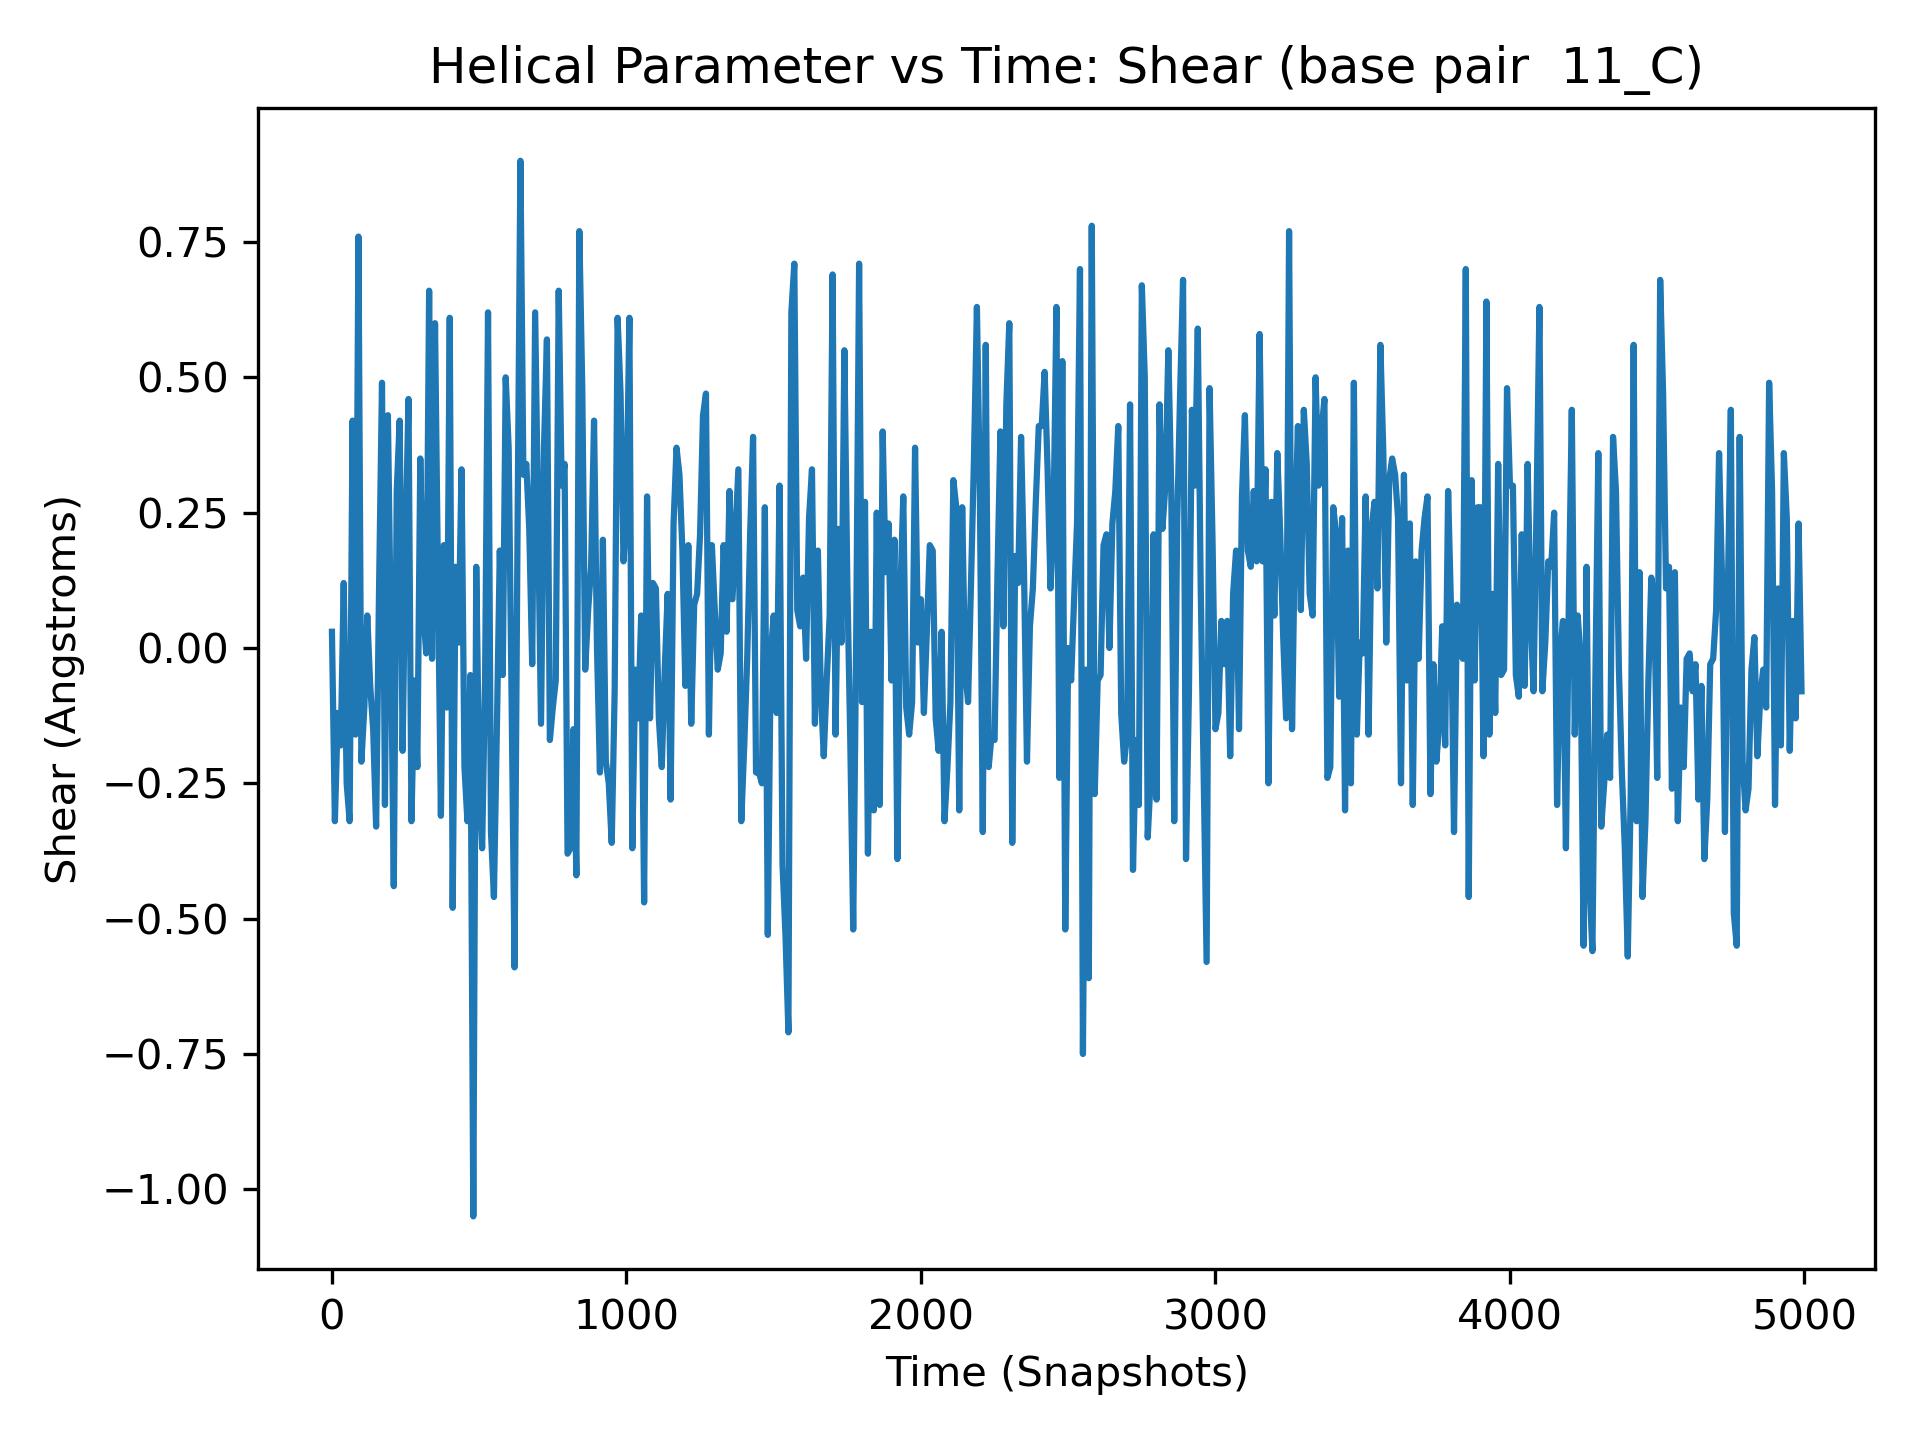 Helical Parameter vs Time: Shear (base pair  11_C)
Shear (Angstroms)
0.75
0.50
0.25
0.00
−0.25
−0.50
−0.75
−1.00
0 1000 2000 3000 4000 5000
Time (Snapshots)